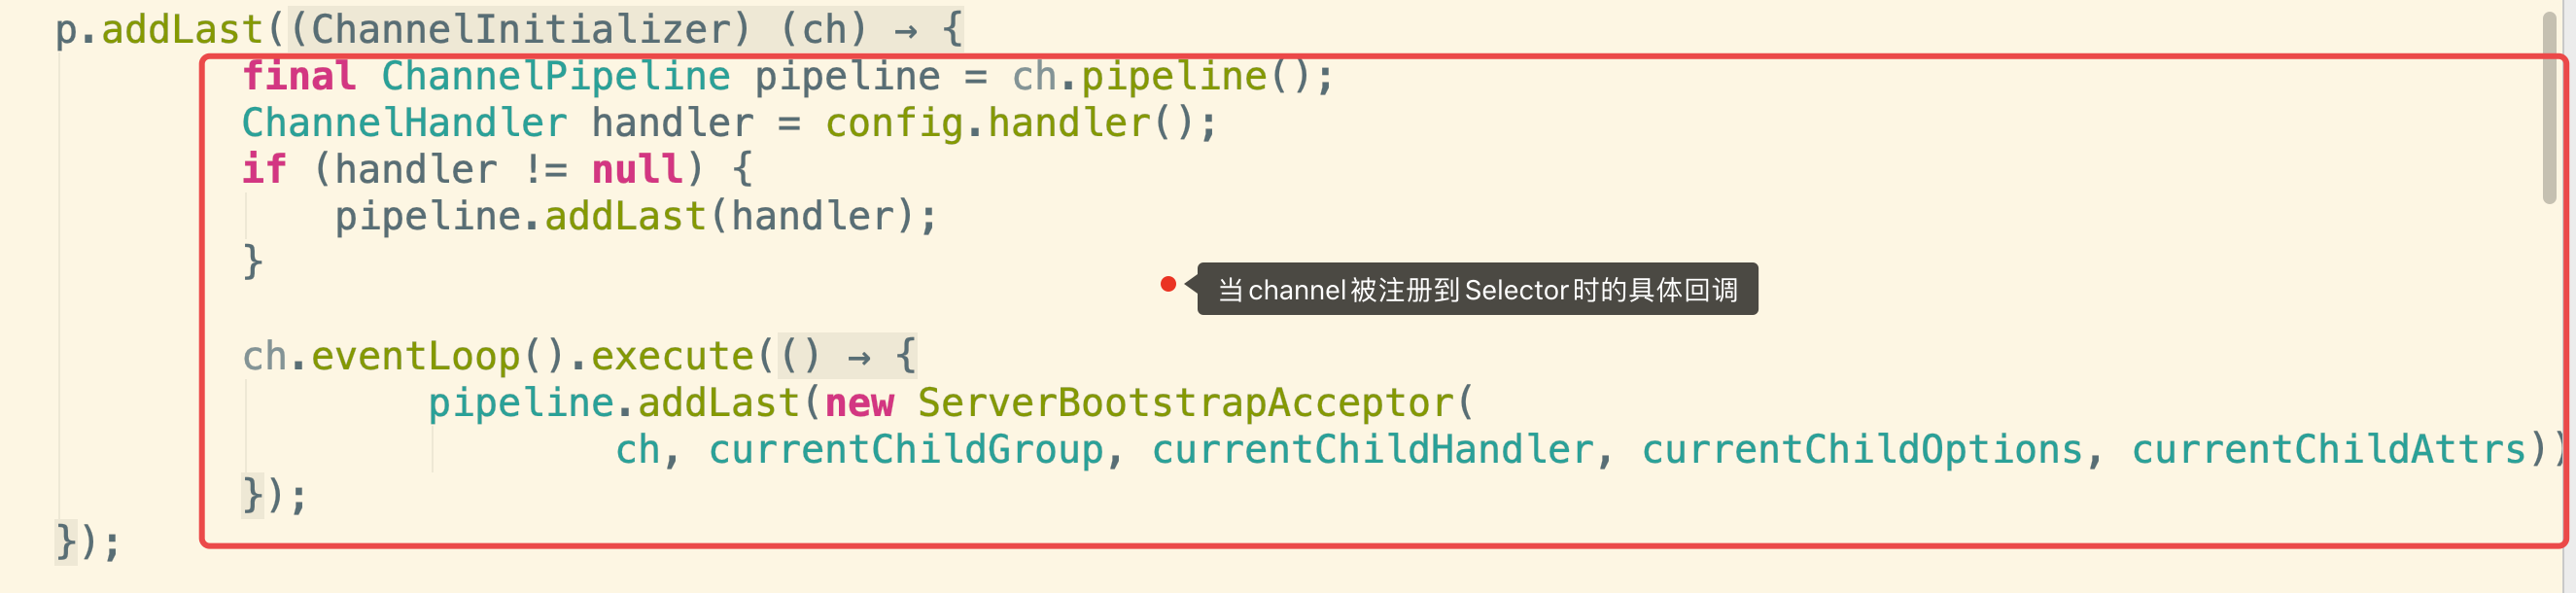 p.addLast((ChannelInitializer) (ch) → {
final ChannelPipeline pipeline = ch.pipeline();
ChannelHandler handler = config.handler();
if (handler != null) {
pipeline.addLast(handler);
}
当channel被注册到Selector时的具体回调
ch.eventLoop().execute(() → {
pipeline.addLast(new ServerBootstrapAcceptor(
ch, currentChildGroup, currentChildHandler, currentChildOptions, currentChildAttrs))
});
});